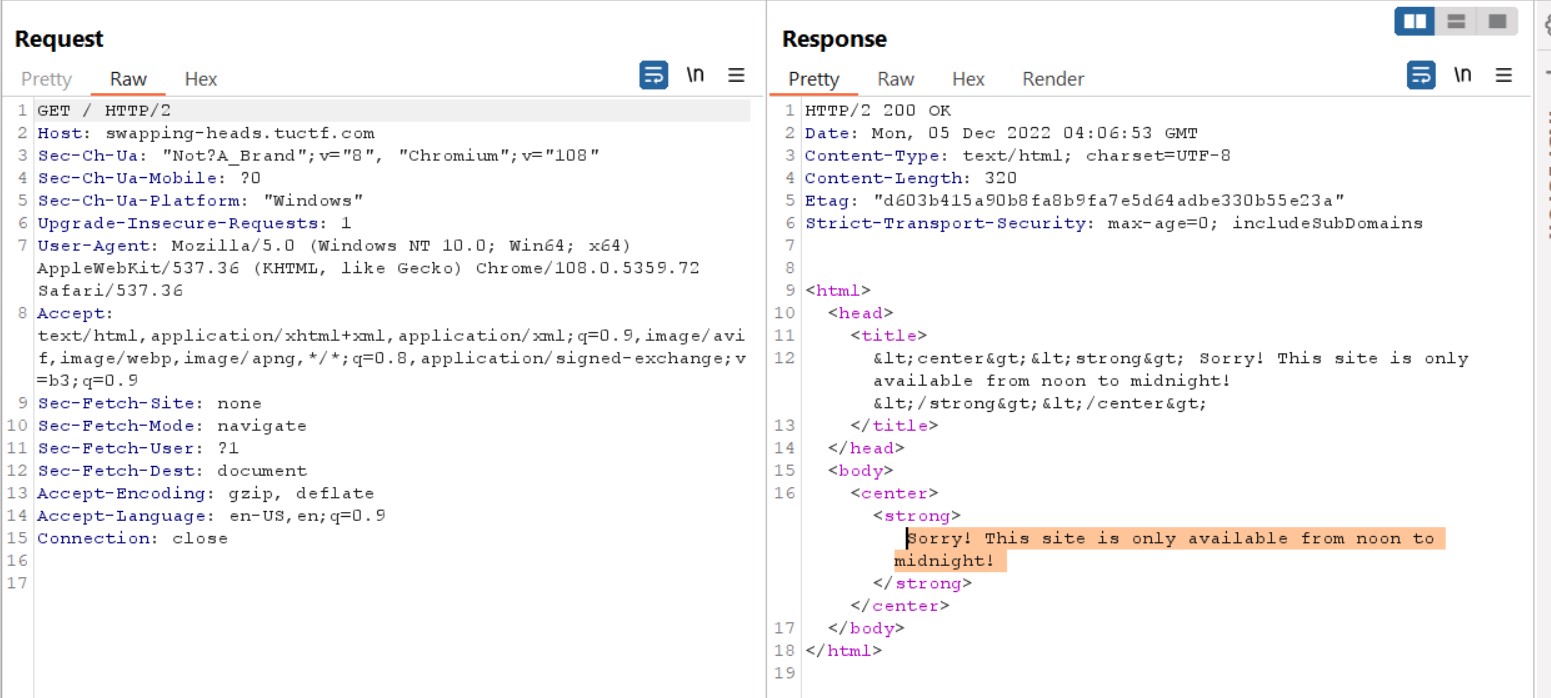 Request
Pretty Raw Hex \n
1 GET / HTTP/2
2 Host: swapping-heads.tuctf.com
3 Sec-Ch-Ua: "Not?A_Brand";v="8", "Chromium";v="108"
4 Sec-Ch-Ua-Mobile: ?0
5 Sec-Ch-Ua-Platform: "Windows"
6 Upgrade-Insecure-Requests: 1
7 User-Agent: Mozilla/5.0 (Windows NT 10.0; Win64; x64)
AppleWebKit/537.36 (KHTML, like Gecko) Chrome/108.0.5359.72
Safari/537.36
8 Accept:
text/html,application/xhtml+xml,application/xml;q=0.9,image/avi
f,image/webp,image/apng,*/*;q=0.8,application/signed-exchange;v
=b3;q=0.9
9 Sec-Fetch-Site: none
10 Sec-Fetch-Mode: navigate
11 Sec-Fetch-User: ?1
12 Sec-Fetch-Dest: document
13 Accept-Encoding: gzip, deflate
14 Accept-Language: en-US,en;q=0.9
15 Connection: close
16
17
Response
Pretty Raw Hex Render \n
1 HTTP/2 200 OK
2 Date: Mon, 05 Dec 2022 04:06:53 GMT
3 Content-Type: text/html; charset=UTF-8
4 Content-Length: 320
5 Etag: "d603b415a90b8fa8b9fa7e5d64adbe330b55e23a"
6 Strict-Transport-Security: max-age=0; includeSubDomains
7
8
9 <html>
10 <head>
11 <title>
12 &lt;center&gt;&lt;strong&gt; Sorry! This site is only
available from noon to midnight!
&lt;/strong&gt;&lt;/center&gt;
13 </title>
14 </head>
15 <body>
16 <center>
<strong>
Sorry! This site is only available from noon to
midnight!
</strong>
</center>
17 </body>
18 </html>
19